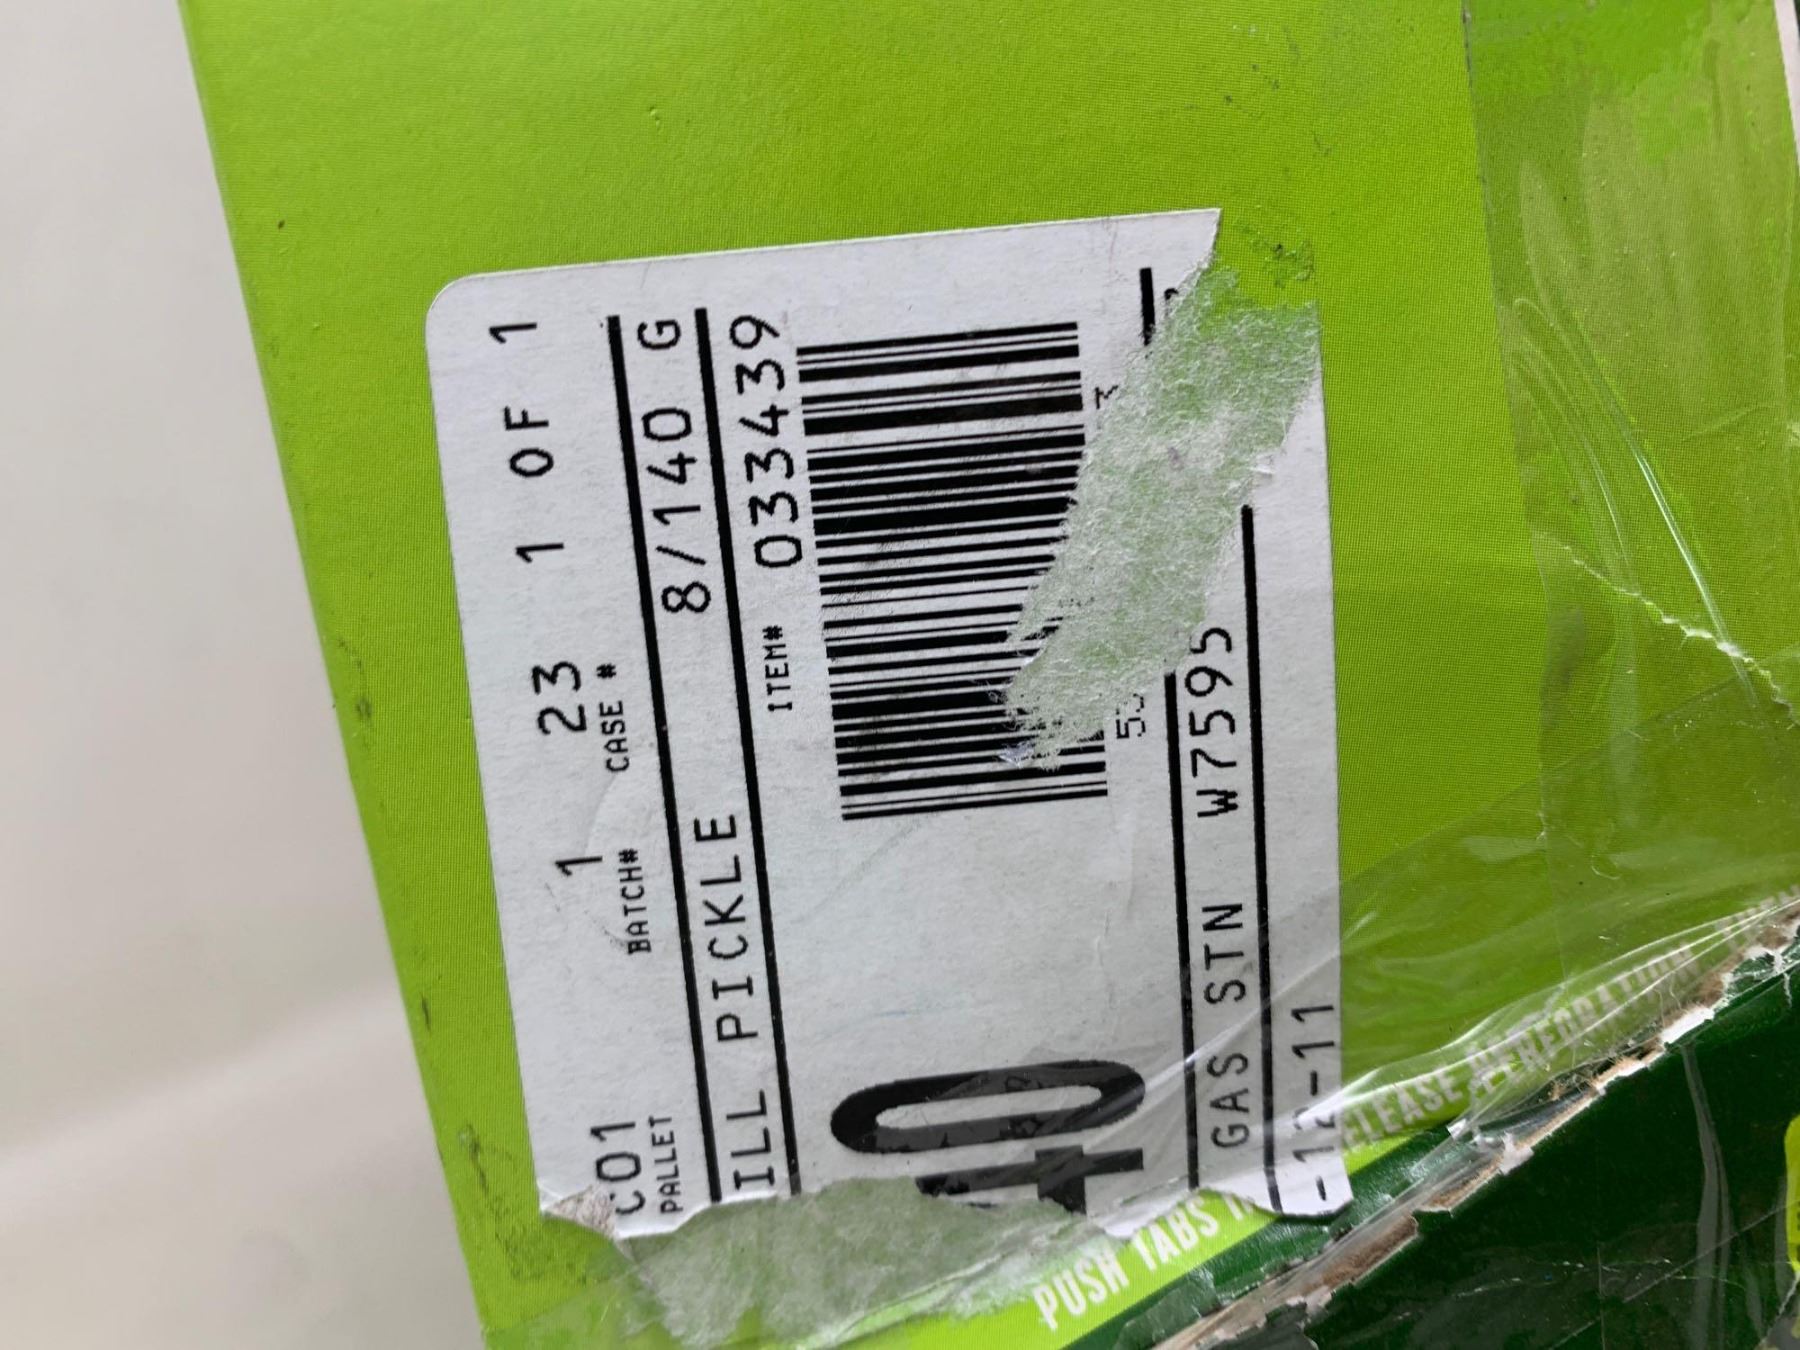 C01 1 23 1 OF 1
PALLET BATCH# CASE #
ILL PICKLE 8/140 G
ITEM# 033439
40
GAS STN W7595
-12-11
PUSH TABS
RELEASE PERFORATION